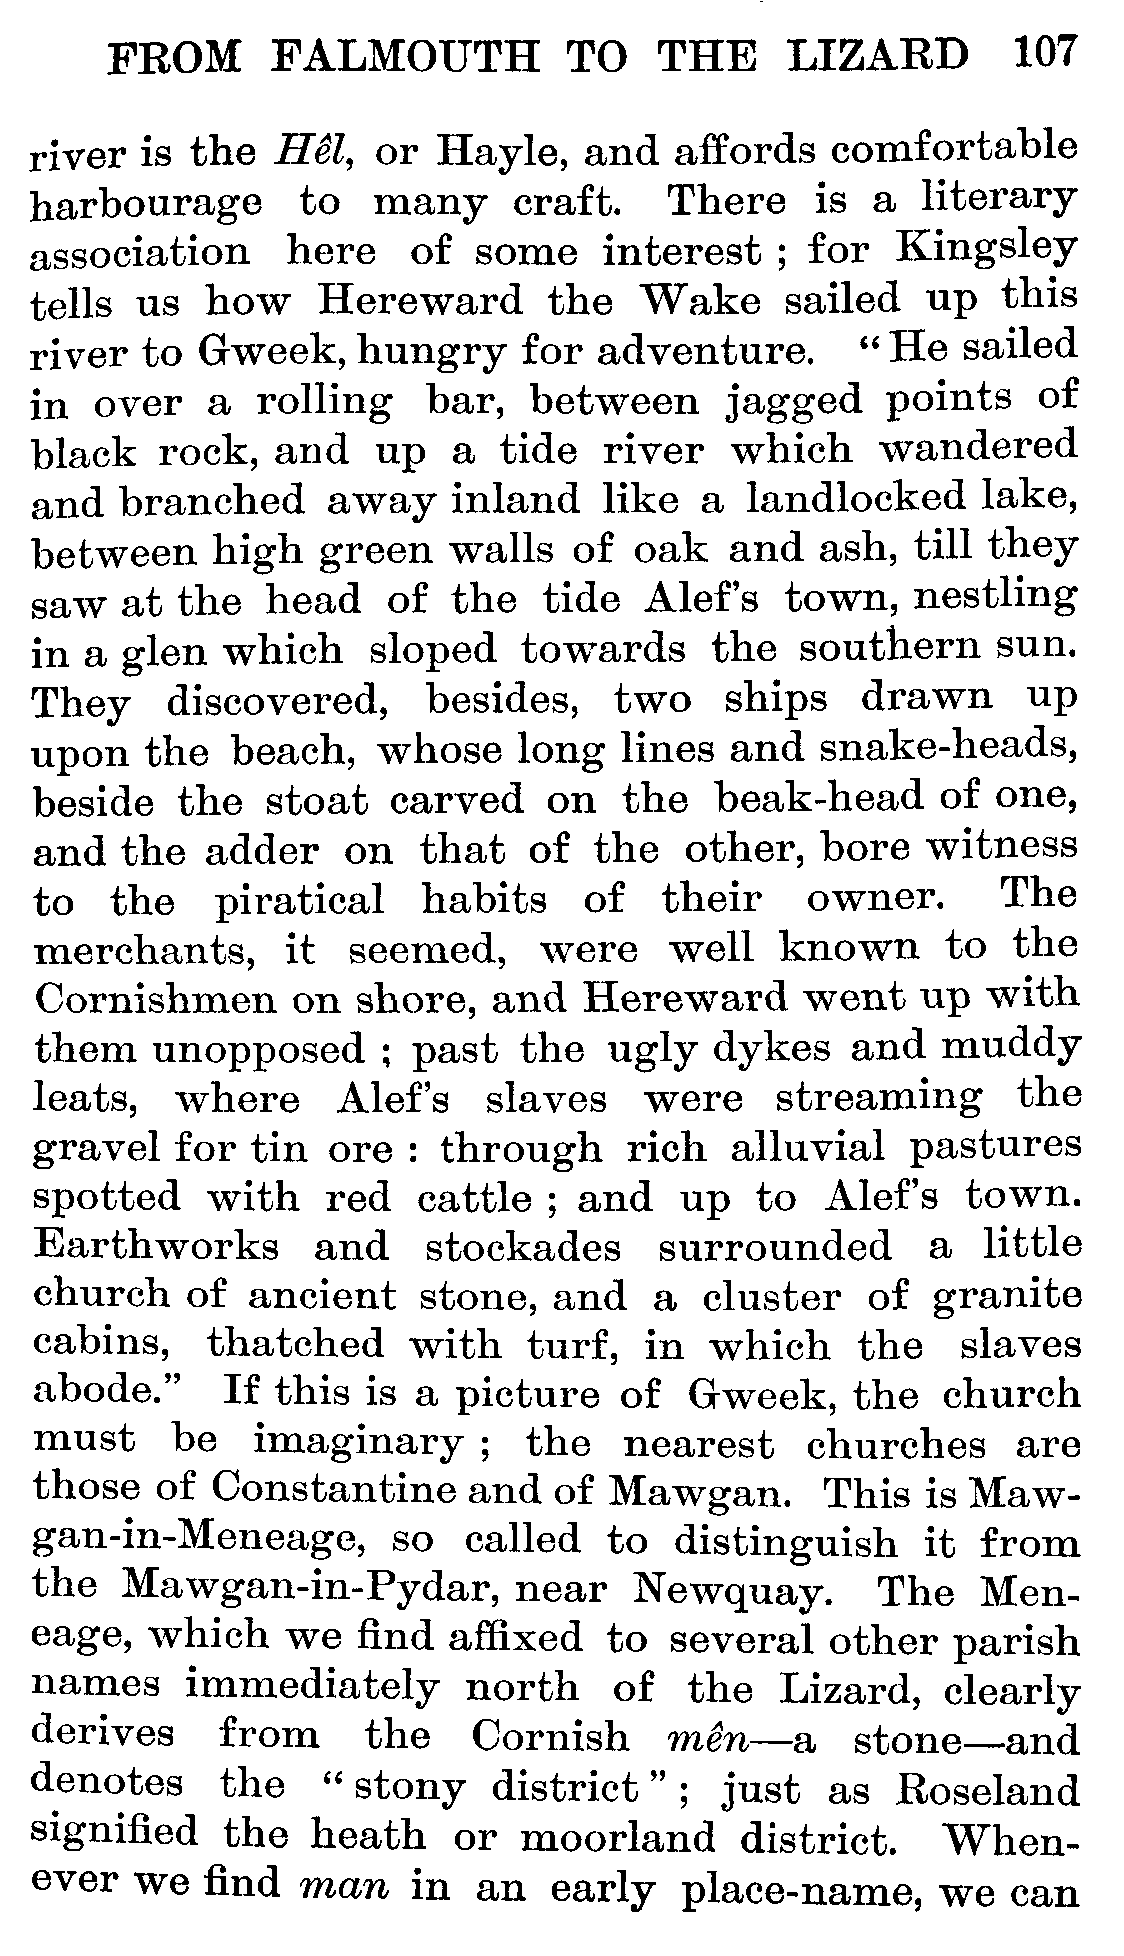 FROM FALMOUTH TO THE LIZARD 107
river is the Hêl, or Hayle, and affords comfortable
harbourage to many craft. There is a literary
association here of some interest ; for Kingsley
tells us how Hereward the Wake sailed up this
river to Gweek, hungry for adventure. “ He sailed
in over a rolling bar, between jagged points of
black rock, and up a tide river which wandered
and branched away inland like a landlocked lake,
between high green walls of oak and ash, till they
saw at the head of the tide Alef’s town, nestling
in a glen which sloped towards the southern sun.
They discovered, besides, two ships drawn up
upon the beach, whose long lines and snake-heads,
beside the stoat carved on the beak-head of one,
and the adder on that of the other, bore witness
to the piratical habits of their owner. The
merchants, it seemed, were well known to the
Cornishmen on shore, and Hereward went up with
them unopposed ; past the ugly dykes and muddy
leats, where Alef’s slaves were streaming the
gravel for tin ore : through rich alluvial pastures
spotted with red cattle ; and up to Alef’s town.
Earthworks and stockades surrounded a little
church of ancient stone, and a cluster of granite
cabins, thatched with turf, in which the slaves
abode.” If this is a picture of Gweek, the church
must be imaginary ; the nearest churches are
those of Constantine and of Mawgan. This is Maw-
gan-in-Meneage, so called to distinguish it from
the Mawgan-in-Pydar, near Newquay. The Men-
eage, which we find affixed to several other parish
names immediately north of the Lizard, clearly
derives from the Cornish mên—a stone—and
denotes the “ stony district ” ; just as Roseland
signified the heath or moorland district. When-
ever we find man in an early place-name, we can